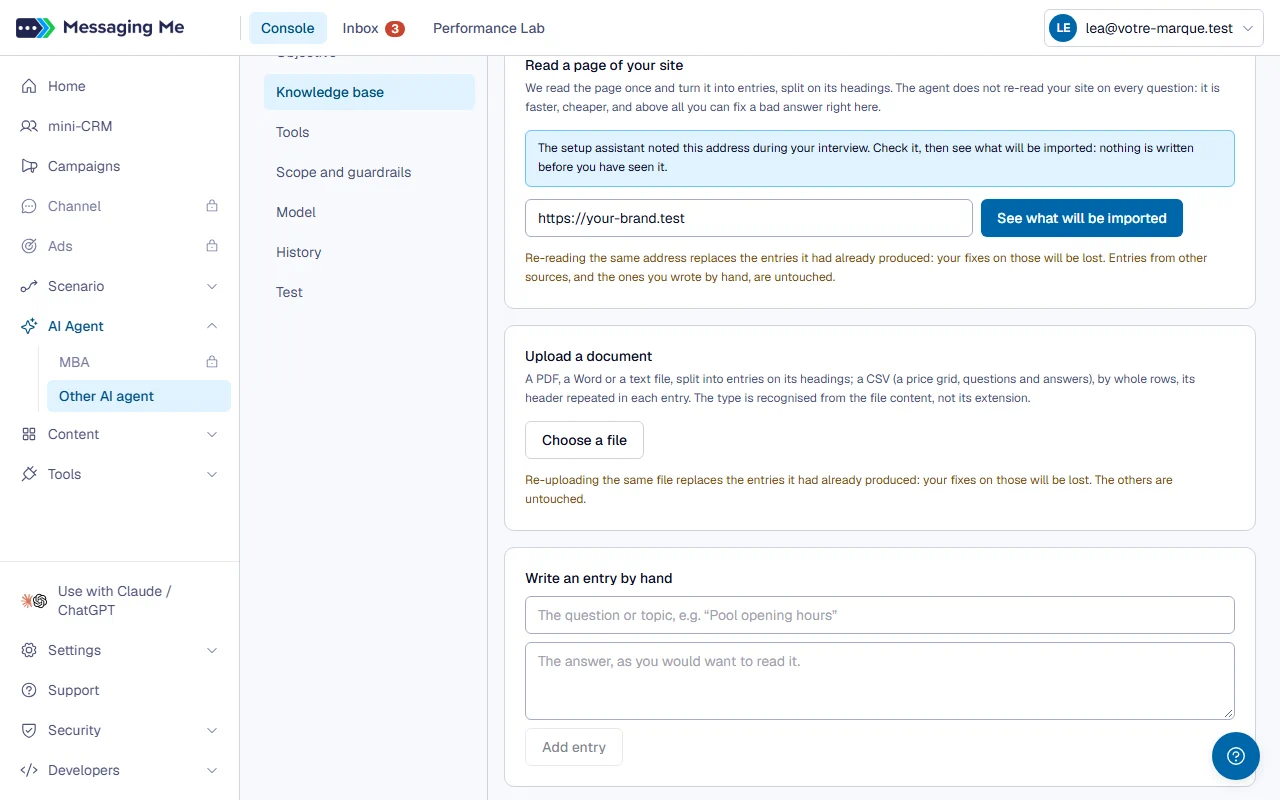 Messaging Me
Console
Inbox 3
Performance Lab
LE lea@votre-marque.test
Home
mini-CRM
Campaigns
Channel
Ads
Scenario
AI Agent
MBA
Other AI agent
Content
Tools
Use with Claude /
ChatGPT
Settings
Support
Security
Developers
Objective
Knowledge base
Tools
Scope and guardrails
Model
History
Test
Read a page of your site
We read the page once and turn it into entries, split on its headings. The agent does not re-read your site on every question: it is
faster, cheaper, and above all you can fix a bad answer right here.
The setup assistant noted this address during your interview. Check it, then see what will be imported: nothing is written
before you have seen it.
https://your-brand.test
See what will be imported
Re-reading the same address replaces the entries it had already produced: your fixes on those will be lost. Entries from other
sources, and the ones you wrote by hand, are untouched.
Upload a document
A PDF, a Word or a text file, split into entries on its headings; a CSV (a price grid, questions and answers), by whole rows, its
header repeated in each entry. The type is recognised from the file content, not its extension.
Choose a file
Re-uploading the same file replaces the entries it had already produced: your fixes on those will be lost. The others are
untouched.
Write an entry by hand
The question or topic, e.g. “Pool opening hours”
The answer, as you would want to read it.
Add entry